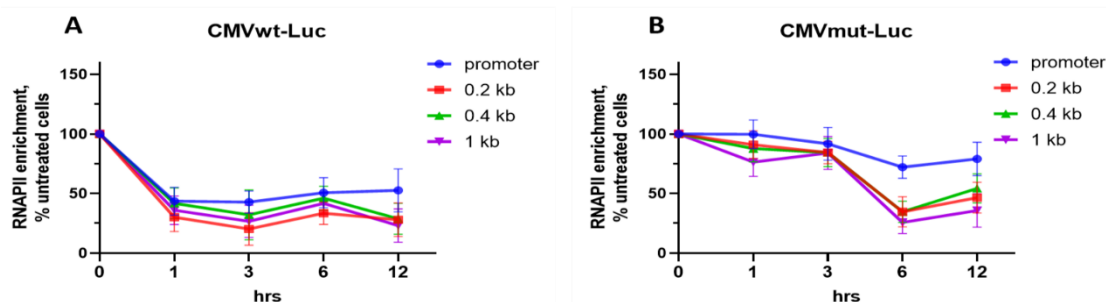 A
CMVwt-Luc
RNAPII enrichment,
% untreated cells
150
100
50
0
0 1 3 6 12
hrs
promoter
0.2 kb
0.4 kb
1 kb
B
CMVmut-Luc
RNAPII enrichment,
% untreated cells
150
100
50
0
0 1 3 6 12
hrs
promoter
0.2 kb
0.4 kb
1 kb